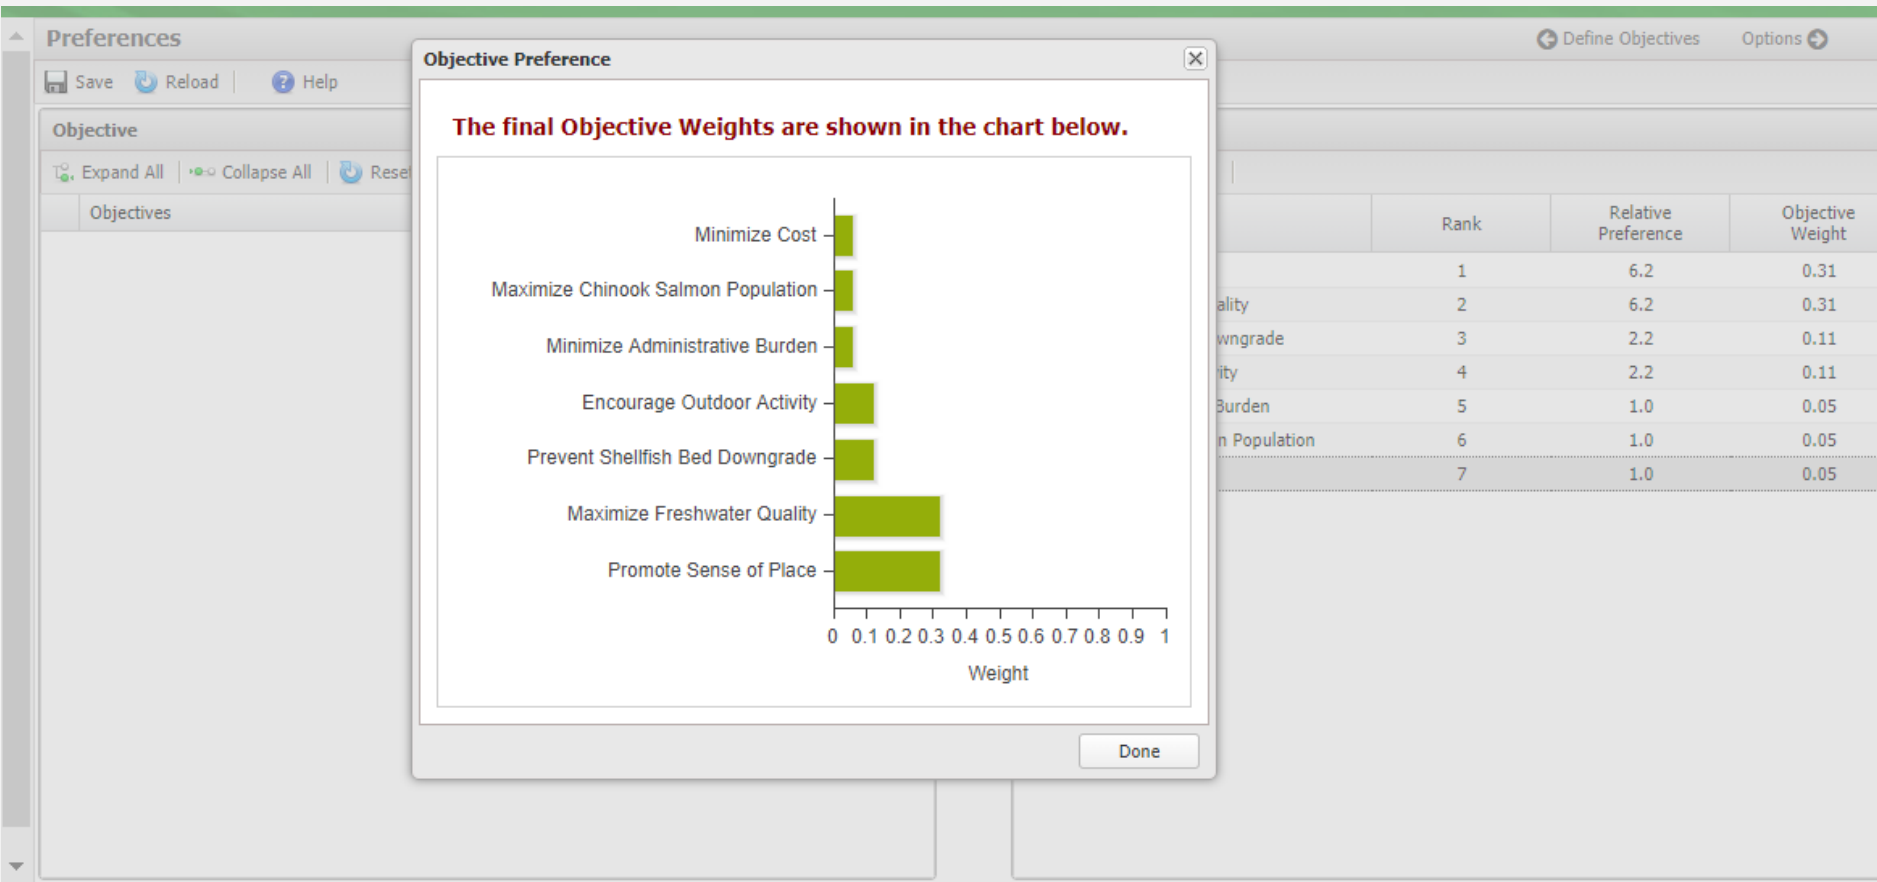 Preferences
Define Objectives Options
Save Reload Help
Objective
Expand All Collapse All Reset
Objectives
Objective Preference
The final Objective Weights are shown in the chart below.
Minimize Cost
Maximize Chinook Salmon Population
Minimize Administrative Burden
Encourage Outdoor Activity
Prevent Shellfish Bed Downgrade
Maximize Freshwater Quality
Promote Sense of Place
0 0.1 0.2 0.3 0.4 0.5 0.6 0.7 0.8 0.9 1
Weight
Done
Rank Relative Preference Objective Weight
1 6.2 0.31
ality 2 6.2 0.31
wngrade 3 2.2 0.11
ity 4 2.2 0.11
Burden 5 1.0 0.05
n Population 6 1.0 0.05
7 1.0 0.05